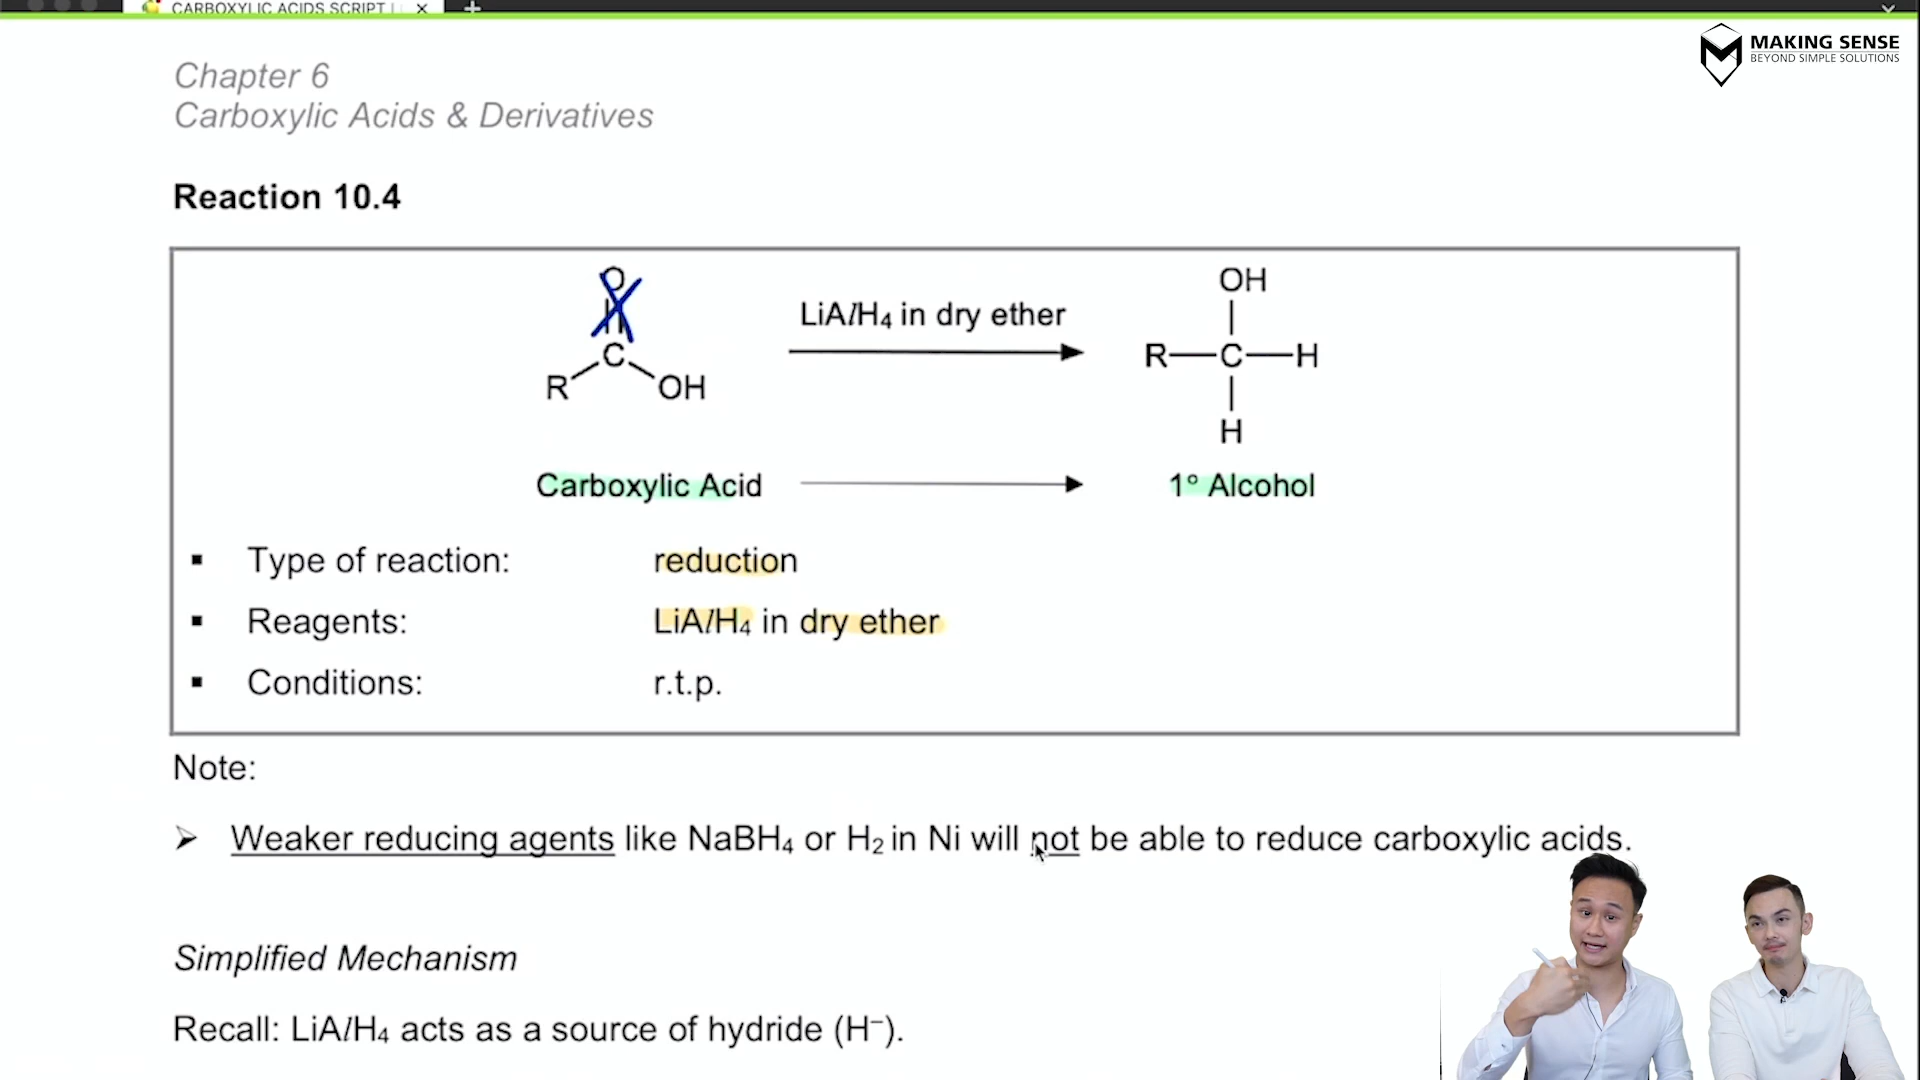 CARBOXYLIC ACIDS SCRIPT
MAKING SENSE
BEYOND SIMPLE SOLUTIONS
Chapter 6
Carboxylic Acids & Derivatives
Reaction 10.4
O
C
R
OH
LiAlH₄ in dry ether
OH
R—C—H
H
Carboxylic Acid
1° Alcohol
▪ Type of reaction: reduction
▪ Reagents: LiAlH₄ in dry ether
▪ Conditions: r.t.p.
Note:
➢ Weaker reducing agents like NaBH₄ or H₂ in Ni will not be able to reduce carboxylic acids.
Simplified Mechanism
Recall: LiAlH₄ acts as a source of hydride (H⁻).